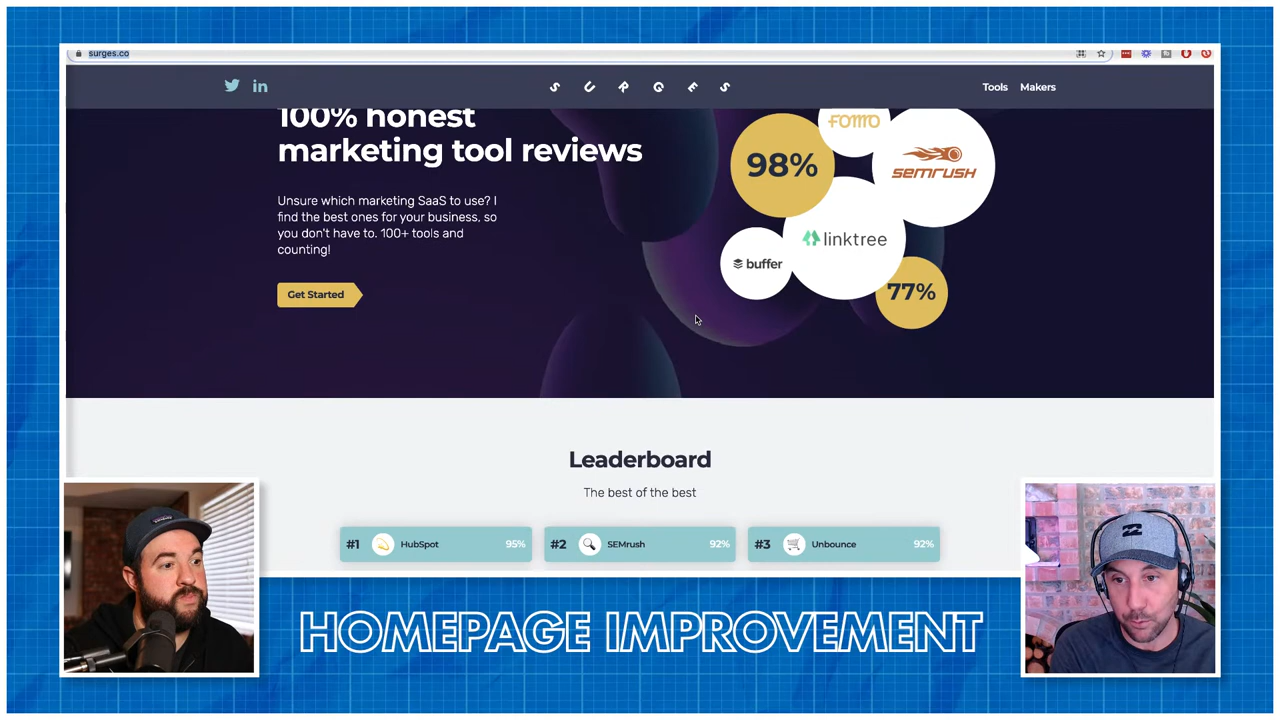 surges.co
SURGES
Tools Makers
100% honest
marketing tool reviews
Unsure which marketing SaaS to use? I
find the best ones for your business, so
you don't have to. 100+ tools and
counting!
Get Started
FOMO
98%
semrush
linktree
buffer
77%
Leaderboard
The best of the best
#1 HubSpot 95%
#2 SEMrush 92%
#3 Unbounce 92%
HOMEPAGE IMPROVEMENT